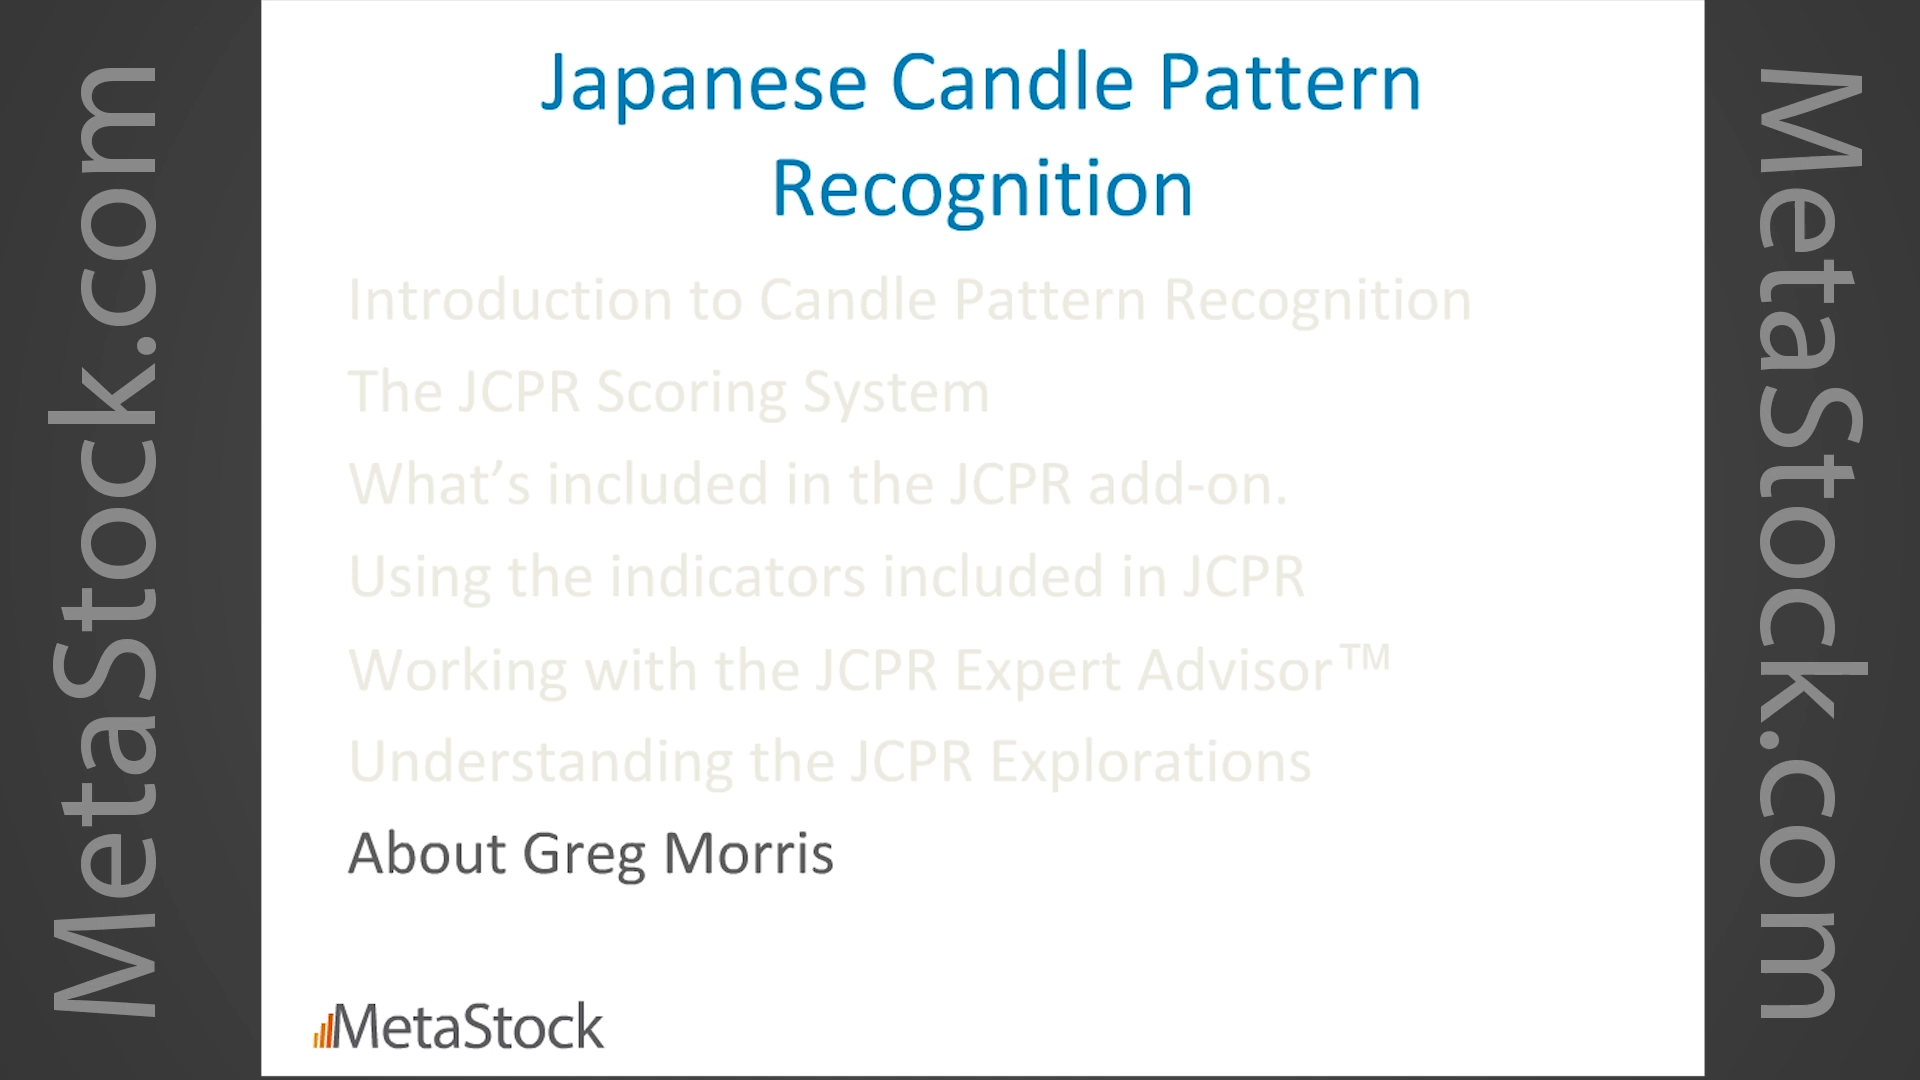 MetaStock.com
Japanese Candle Pattern
Recognition
Introduction to Candle Pattern Recognition
The JCPR Scoring System
What’s included in the JCPR add-on.
Using the indicators included in JCPR
Working with the JCPR Expert Advisor™
Understanding the JCPR Explorations
About Greg Morris
MetaStock
MetaStock.com